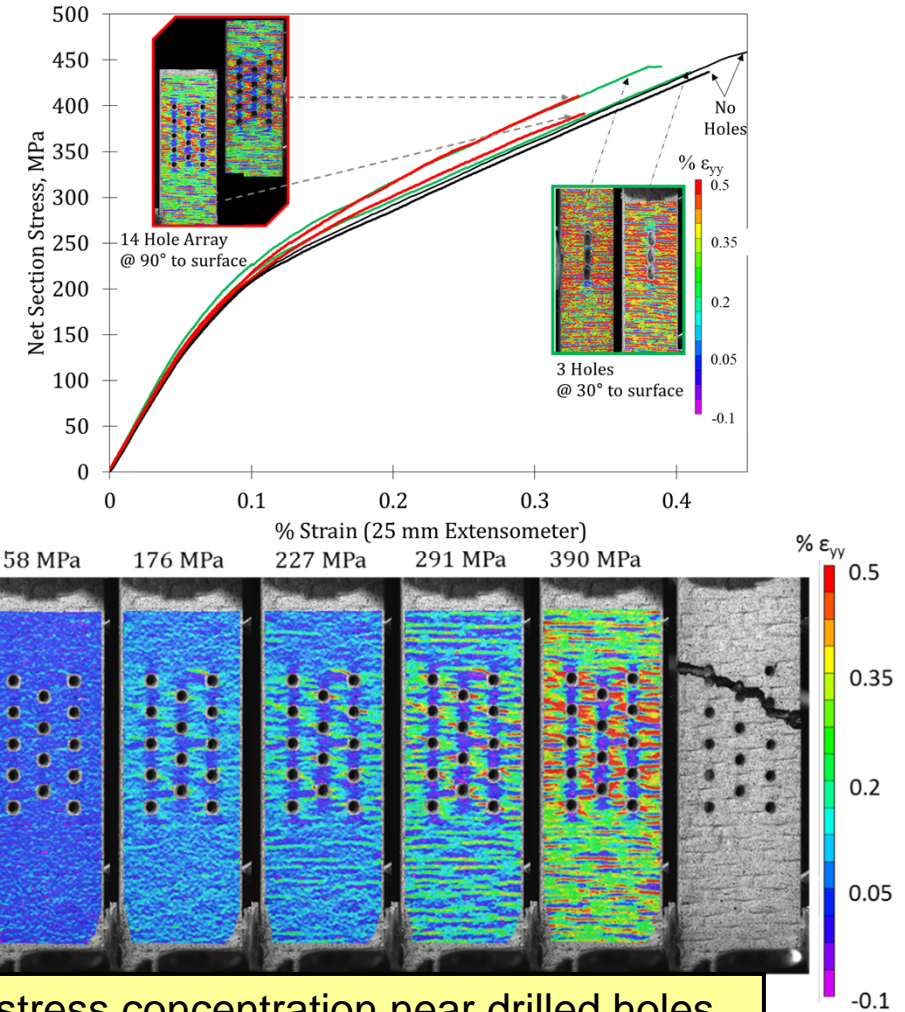 500
450
400
350
300
250
200
150
100
50
0
Net Section Stress, MPa
14 Hole Array
@ 90° to surface
No
Holes
% εyy
0.5
0.35
0.2
0.05
-0.1
3 Holes
@ 30° to surface
0
0.1
0.2
0.3
0.4
% Strain (25 mm Extensometer)
58 MPa 176 MPa 227 MPa 291 MPa 390 MPa
% εyy
0.5
0.35
0.2
0.05
-0.1
stress concentration near drilled holes